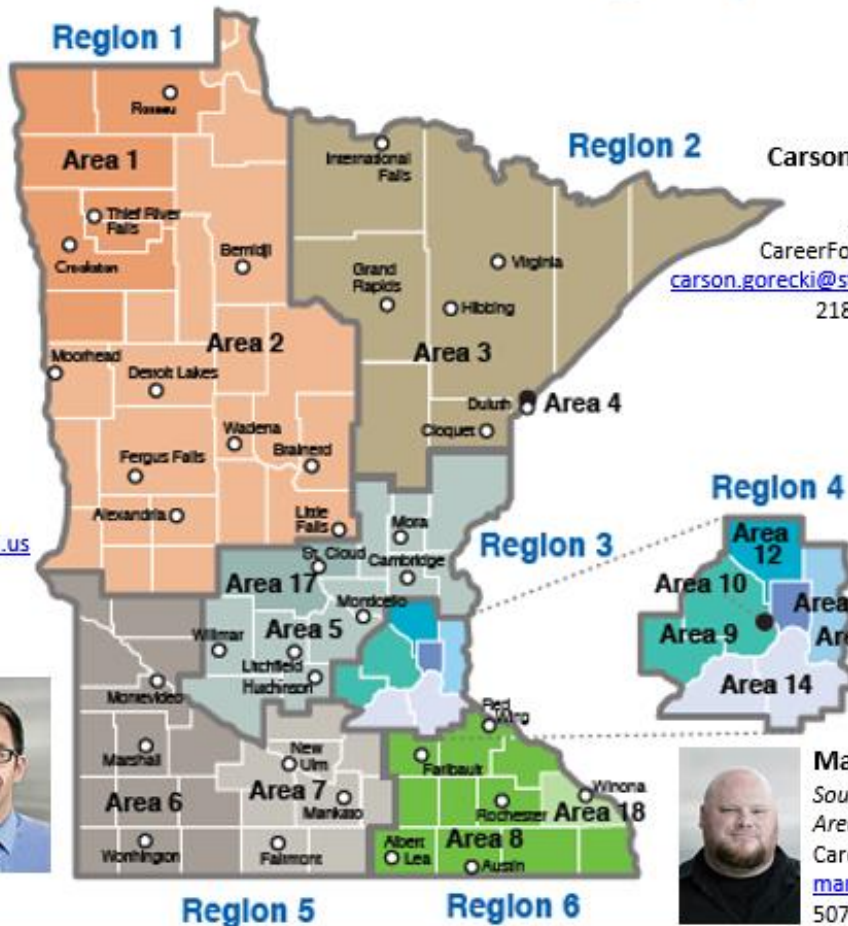 Region 1
Roseau
Area 1
International
Falls
Region 2
Carson
Thief River
Falls
Crookston
Bemidji
Virginia
CareerFo
Grand
Rapids
carson.gorecki@s
Hibbing
218
Area 2
Area 3
Moorhead
Detroit Lakes
Duluth
Area 4
Cloquet
Wadena
Brainerd
Fergus Falls
Region 4
Alexandria
Little
Falls
Mora
.us
St. Cloud
Region 3
Cambridge
Area
12
Area 17
Area 10
Monticello
Area
Willmar
Area 5
Area 9
Are
Litchfield
Hutchinson
Area 14
Montevideo
Red
Wing
Marshall
New
Ulm
Faribault
Ma
Sou
Area 6
Area 7
Winona
Are
Mankato
Rochester
Area 18
Car
Worthington
Fairmont
Albert
Lea
Area 8
Austin
mar
507
Region 5
Region 6